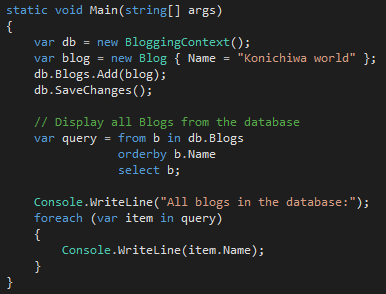 static void Main(string[] args)
{
    var db = new BloggingContext();
    var blog = new Blog { Name = "Konichiwa world" };
    db.Blogs.Add(blog);
    db.SaveChanges();

    // Display all Blogs from the database
    var query = from b in db.Blogs
                orderby b.Name
                select b;

    Console.WriteLine("All blogs in the database:");
    foreach (var item in query)
    {
        Console.WriteLine(item.Name);
    }
}